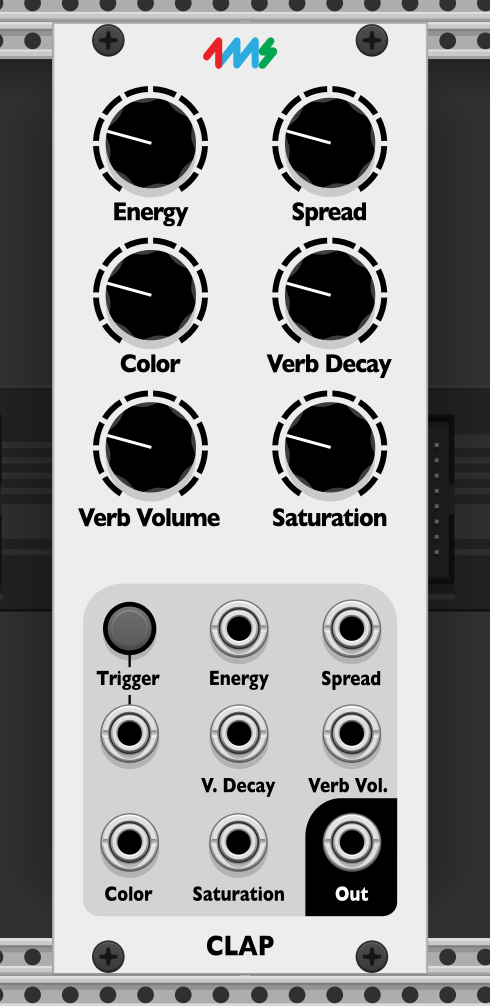 4ms
Energy Spread
Color Verb Decay
Verb Volume Saturation
Trigger Energy Spread
V. Decay Verb Vol.
Color Saturation Out
CLAP